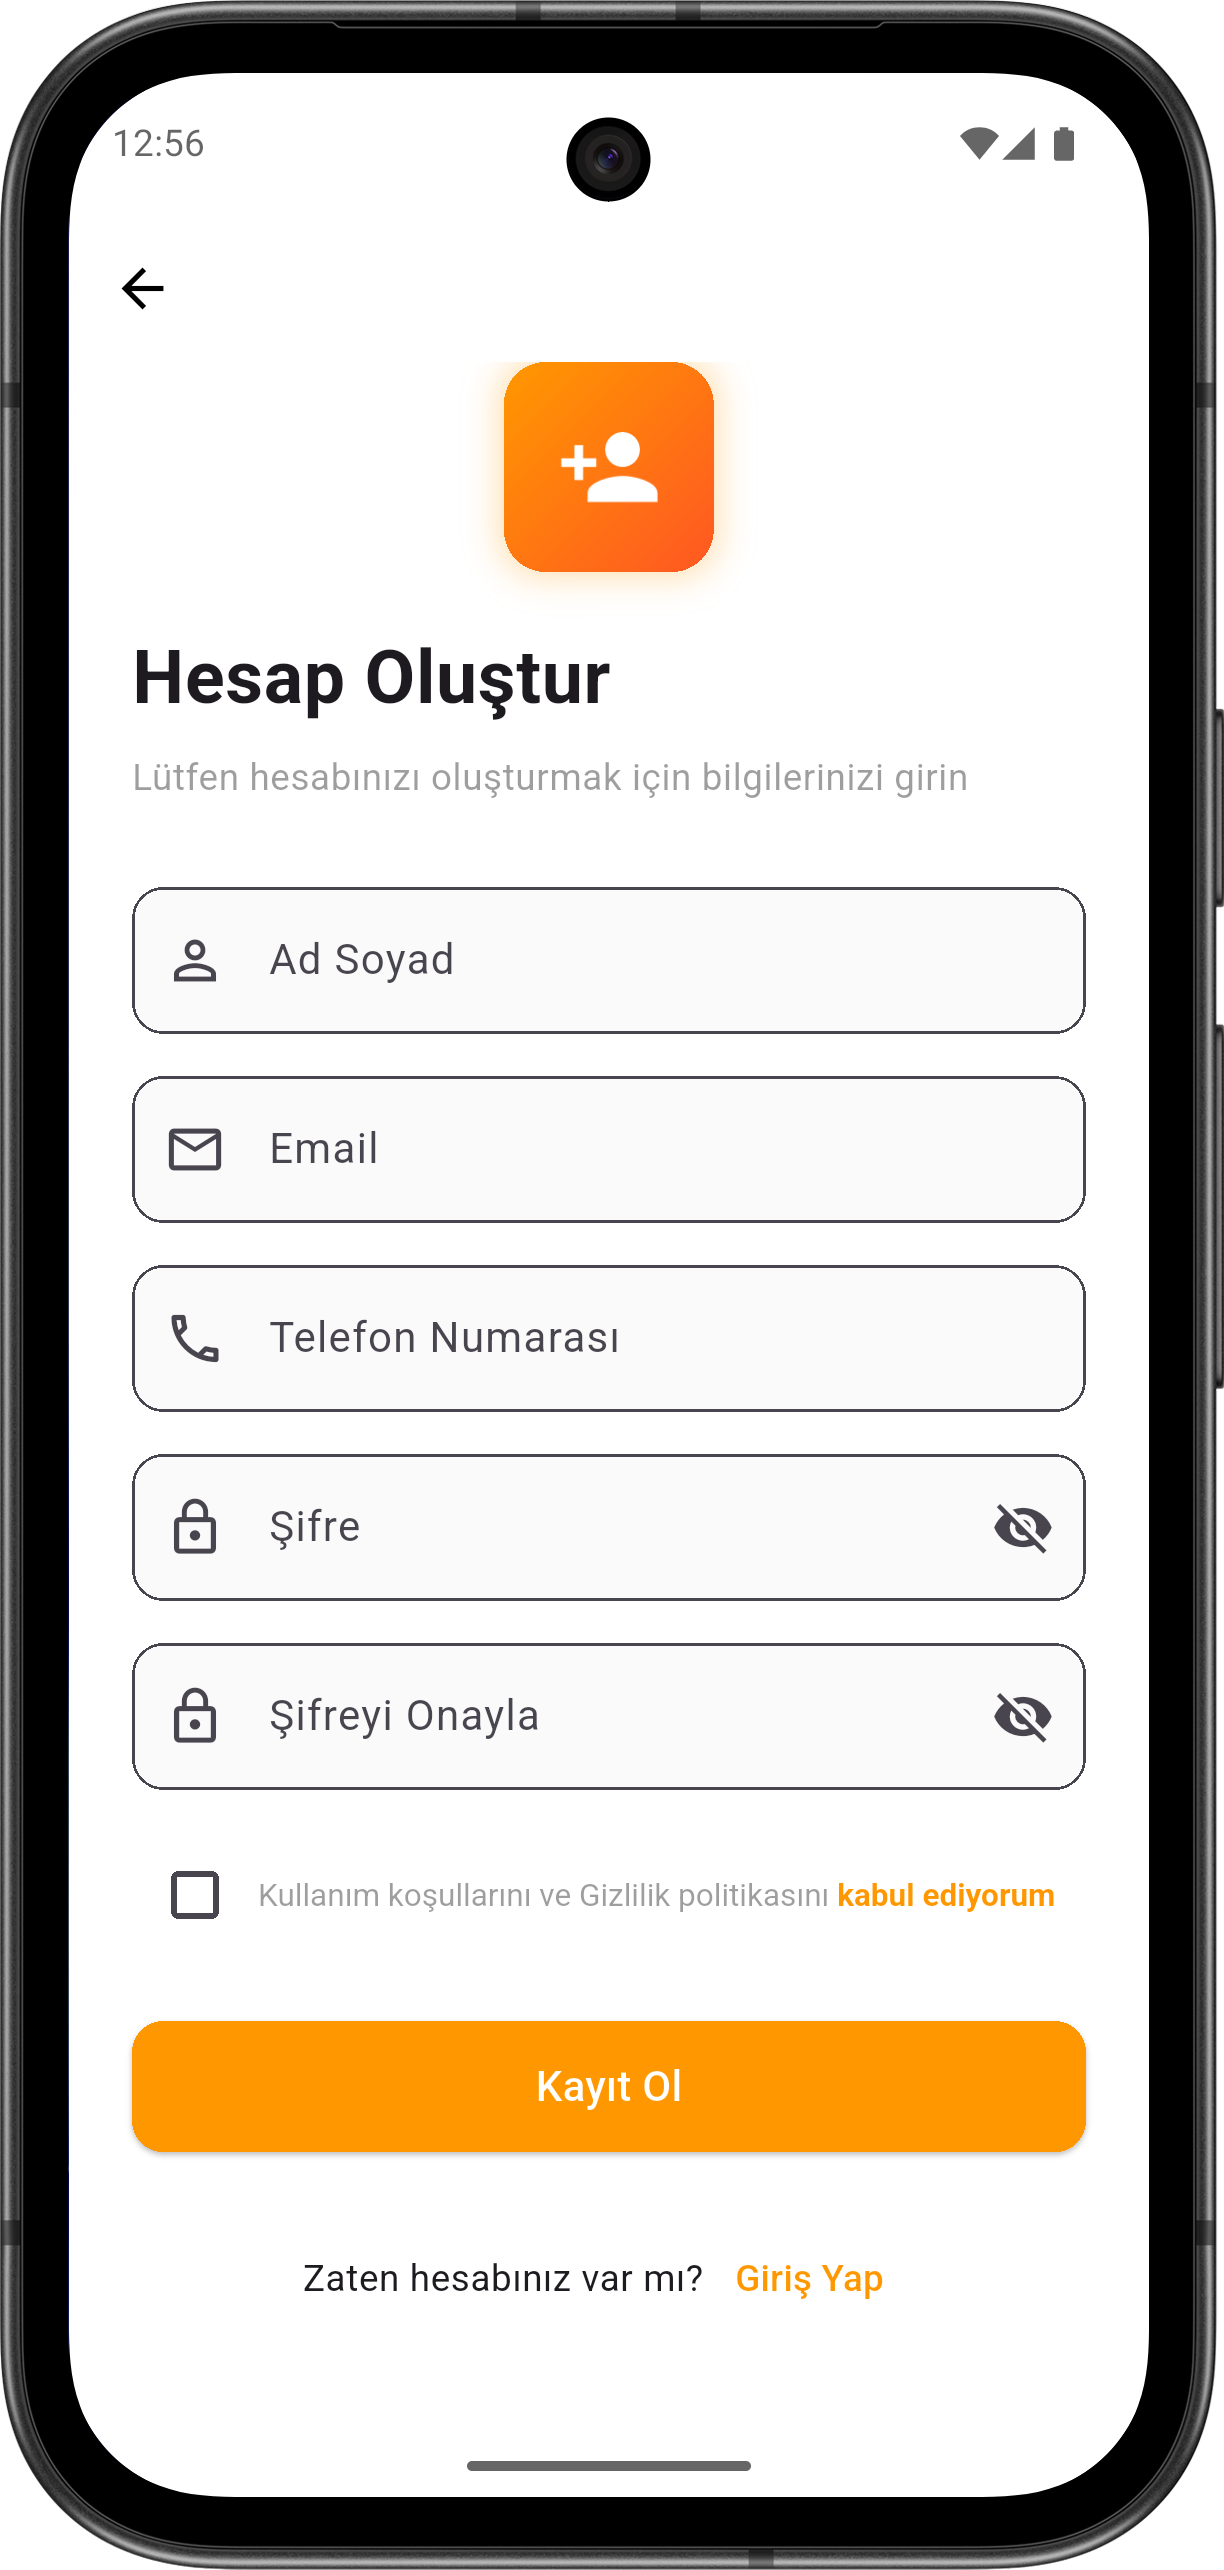 12:56
Hesap Oluştur
Lütfen hesabınızı oluşturmak için bilgilerinizi girin
Ad Soyad
Email
Telefon Numarası
Şifre
Şifreyi Onayla
Kullanım koşullarını ve Gizlilik politikasını kabul ediyorum
Kayıt Ol
Zaten hesabınız var mı? Giriş Yap